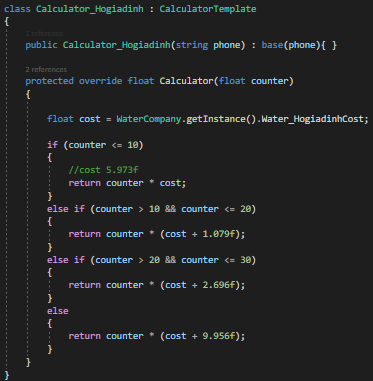 class Calculator_Hogiadinh : CalculatorTemplate
{
1 reference
public Calculator_Hogiadinh(string phone) : base(phone){ }
2 references
protected override float Calculator(float counter)
{
float cost = WaterCompany.getInstance().Water_HogiadinhCost;
if (counter <= 10)
{
//cost 5.973f
return counter * cost;
}
else if (counter > 10 && counter <= 20)
{
return counter * (cost + 1.079f);
}
else if (counter > 20 && counter <= 30)
{
return counter * (cost + 2.696f);
}
else
{
return counter * (cost + 9.956f);
}
}
}